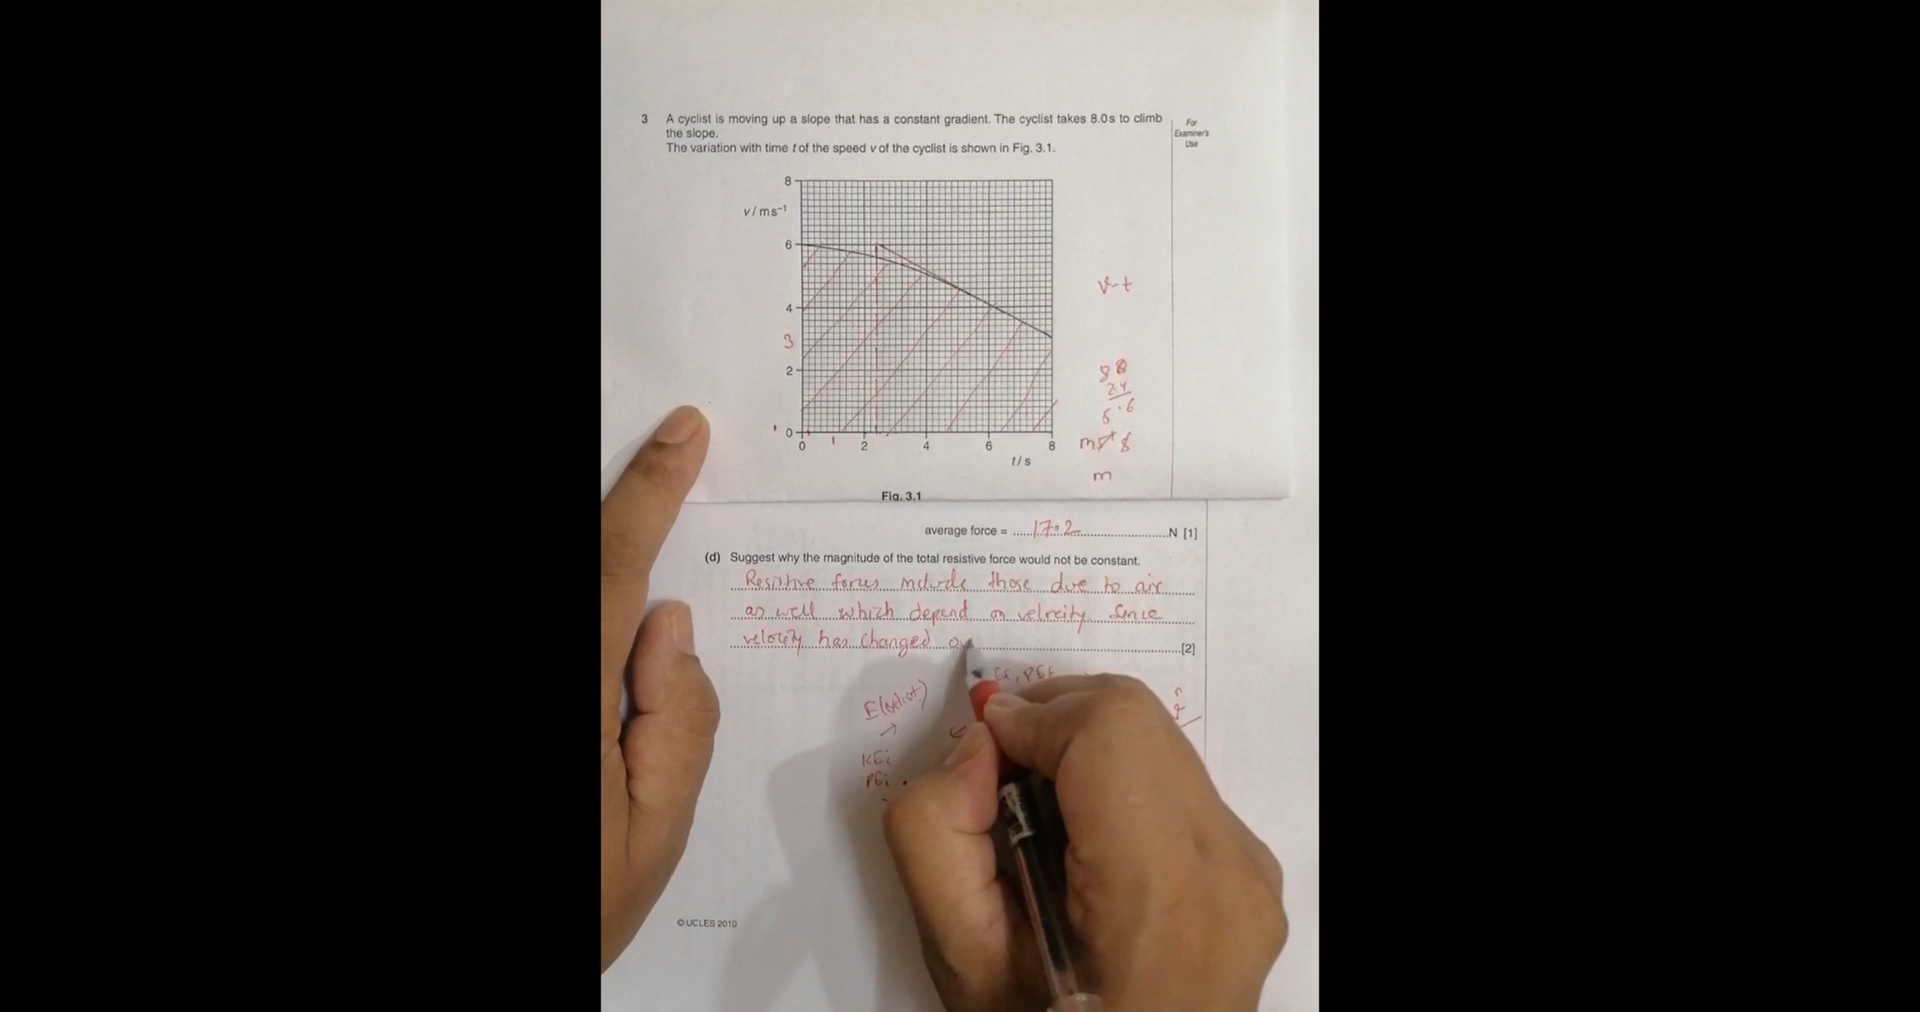 3 A cyclist is moving up a slope that has a constant gradient. The cyclist takes 8.0 s to climb
the slope.
The variation with time t of the speed v of the cyclist is shown in Fig. 3.1.
For
Examiner's
Use
8
v / m s⁻¹
6
4
3
2
0
0 1 2 4 6 8
t / s
v-t
8
2.4
m
Fig. 3.1
average force = 17.2 N [1]
(d) Suggest why the magnitude of the total resistive force would not be constant.
Resistive forces include those due to air
as well which depend on velocity since
velocity has changed
[2]
E(cyclist)
KEi
PEi
© UCLES 2010